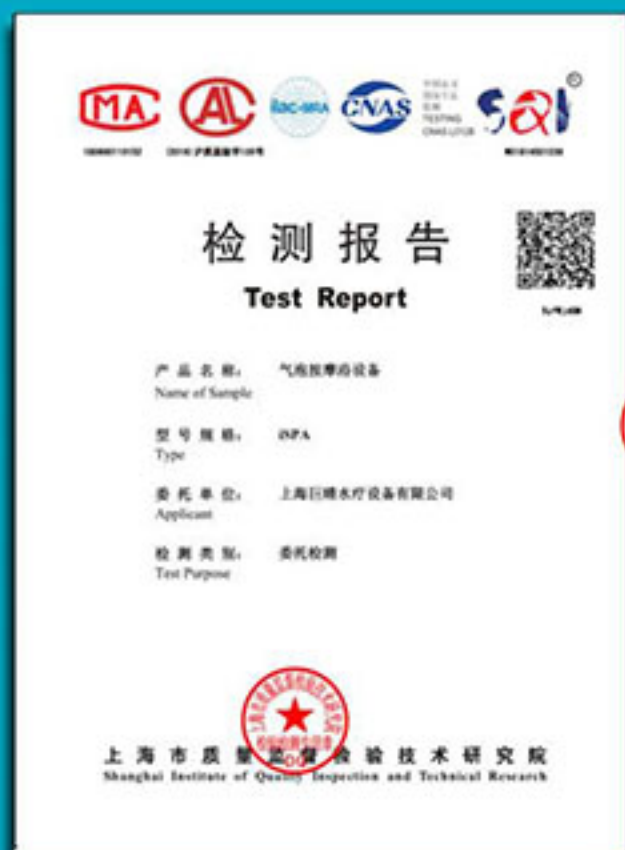 MA
AL
ilac-MRA
CNAS
TESTING
SQI
检测报告
Test Report
产品名称:
气泡按摩浴设备
Name of Sample
型号规格:
iSPA
Type
委托单位:
上海巨晴水疗设备有限公司
Applicant
检测类别:
委托检测
Test Purpose
上海市质量监督检验技术研究院
Shanghai Institute of Quality Inspection and Technical Research